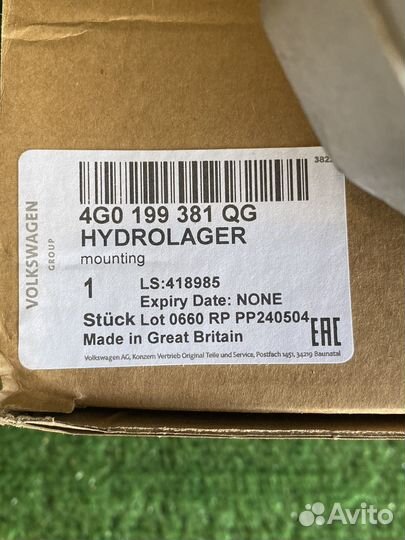 VOLKSWAGEN
GROUP
4G0 199 381 QG
HYDROLAGER
mounting
1
LS:418985
Expiry Date: NONE
Stück Lot 0660 RP PP240504
Made in Great Britain
EAC
Volkswagen AG, Konzern Vertrieb Original Teile und Service, Postfach 1451, 34219 Baunatal
Avito